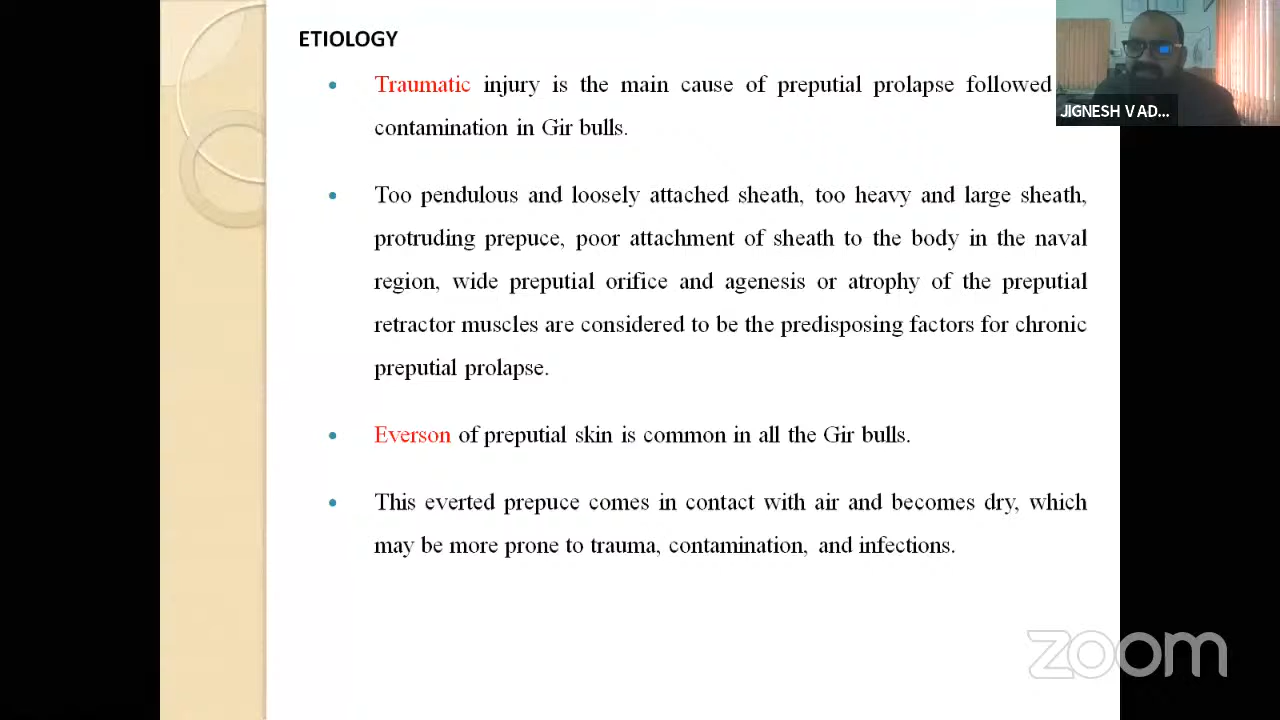 ETIOLOGY
• Traumatic injury is the main cause of preputial prolapse followed
contamination in Gir bulls.
• Too pendulous and loosely attached sheath, too heavy and large sheath,
protruding prepuce, poor attachment of sheath to the body in the naval
region, wide preputial orifice and agenesis or atrophy of the preputial
retractor muscles are considered to be the predisposing factors for chronic
preputial prolapse.
• Everson of preputial skin is common in all the Gir bulls.
• This everted prepuce comes in contact with air and becomes dry, which
may be more prone to trauma, contamination, and infections.
JIGNESH V AD...
zoom